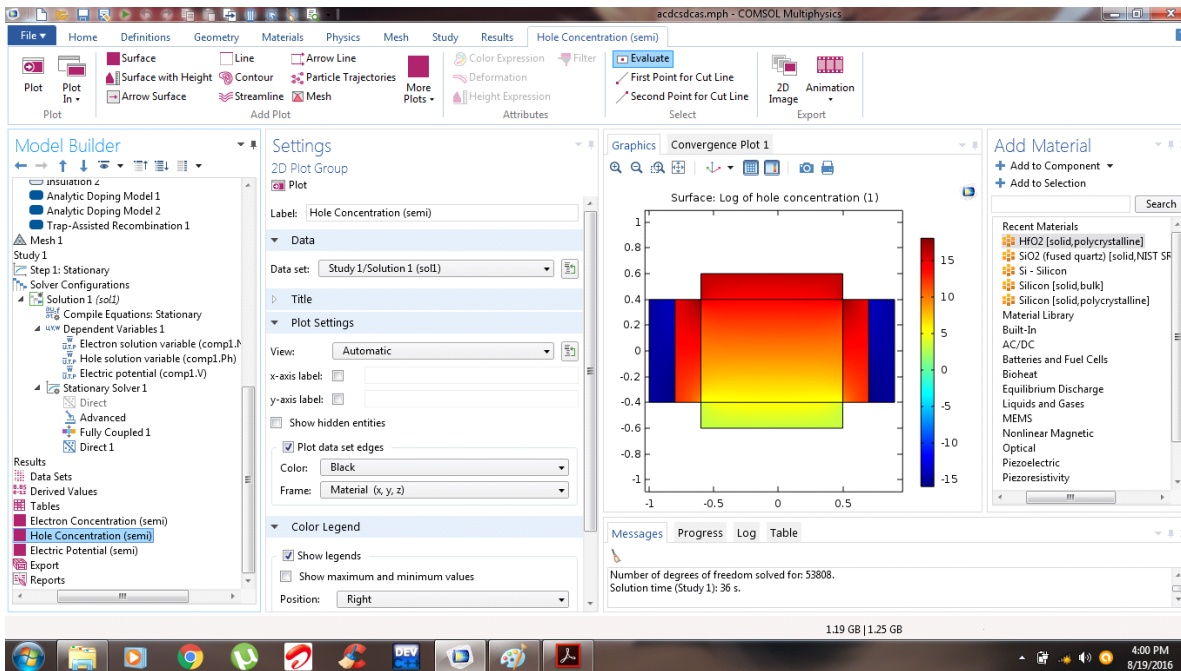 acdcsdcas.mph - COMSOL Multiphysics
File Home Definitions Geometry Materials Physics Mesh Study Results Hole Concentration (semi)
Plot
Plot In
Plot
Surface Line Arrow Line
Surface with Height Contour Particle Trajectories
Arrow Surface Streamline Mesh
More Plots
Add Plot
Color Expression Filter
Deformation
Height Expression
Attributes
Evaluate
First Point for Cut Line
Second Point for Cut Line
Select
2D Image
Animation
Export
Model Builder
Insulation 2
Analytic Doping Model 1
Analytic Doping Model 2
Trap-Assisted Recombination 1
Mesh 1
Study 1
Step 1: Stationary
Solver Configurations
Solution 1 (sol1)
Compile Equations: Stationary
Dependent Variables 1
Electron solution variable (comp1.N
Hole solution variable (comp1.Ph)
Electric potential (comp1.V)
Stationary Solver 1
Direct
Advanced
Fully Coupled 1
Direct 1
Results
Data Sets
Derived Values
Tables
Electron Concentration (semi)
Hole Concentration (semi)
Electric Potential (semi)
Export
Reports
Settings
2D Plot Group
Plot
Label: Hole Concentration (semi)
Data
Data set: Study 1/Solution 1 (sol1)
Title
Plot Settings
View: Automatic
x-axis label:
y-axis label:
Show hidden entities
Plot data set edges
Color: Black
Frame: Material (x, y, z)
Color Legend
Show legends
Show maximum and minimum values
Position: Right
Graphics Convergence Plot 1
Surface: Log of hole concentration (1)
1
0.8
0.6
0.4
0.2
0
-0.2
-0.4
-0.6
-0.8
-1
-1 -0.5 0 0.5
15
10
5
0
-5
-10
-15
Messages Progress Log Table
Number of degrees of freedom solved for: 53808.
Solution time (Study 1): 36 s.
Add Material
Add to Component
Add to Selection
Search
Recent Materials
HfO2 [solid,polycrystalline]
SiO2 (fused quartz) [solid,NIST SR
Si - Silicon
Silicon [solid,bulk]
Silicon [solid,polycrystalline]
Material Library
Built-In
AC/DC
Batteries and Fuel Cells
Bioheat
Equilibrium Discharge
Liquids and Gases
MEMS
Nonlinear Magnetic
Optical
Piezoelectric
Piezoresistivity
1.19 GB | 1.25 GB
DEV
C++
4:00 PM
8/19/2016